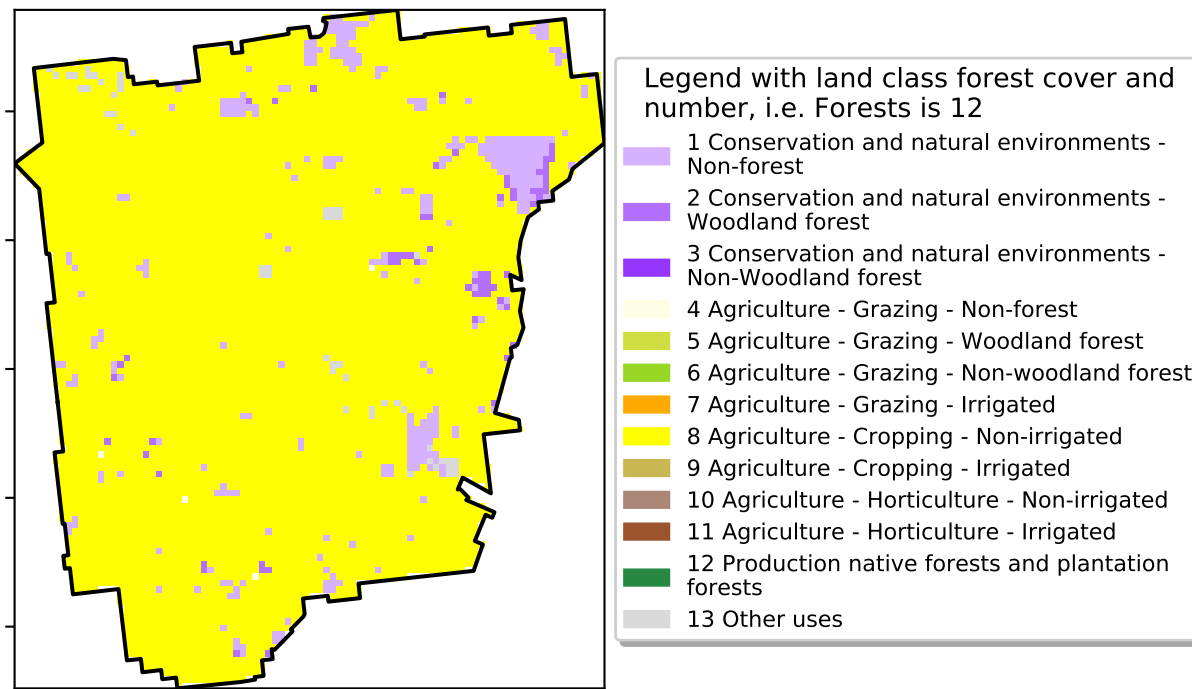 Legend with land class forest cover and
number, i.e. Forests is 12
1 Conservation and natural environments -
Non-forest
2 Conservation and natural environments -
Woodland forest
3 Conservation and natural environments -
Non-Woodland forest
4 Agriculture - Grazing - Non-forest
5 Agriculture - Grazing - Woodland forest
6 Agriculture - Grazing - Non-woodland forest
7 Agriculture - Grazing - Irrigated
8 Agriculture - Cropping - Non-irrigated
9 Agriculture - Cropping - Irrigated
10 Agriculture - Horticulture - Non-irrigated
11 Agriculture - Horticulture - Irrigated
12 Production native forests and plantation
forests
13 Other uses